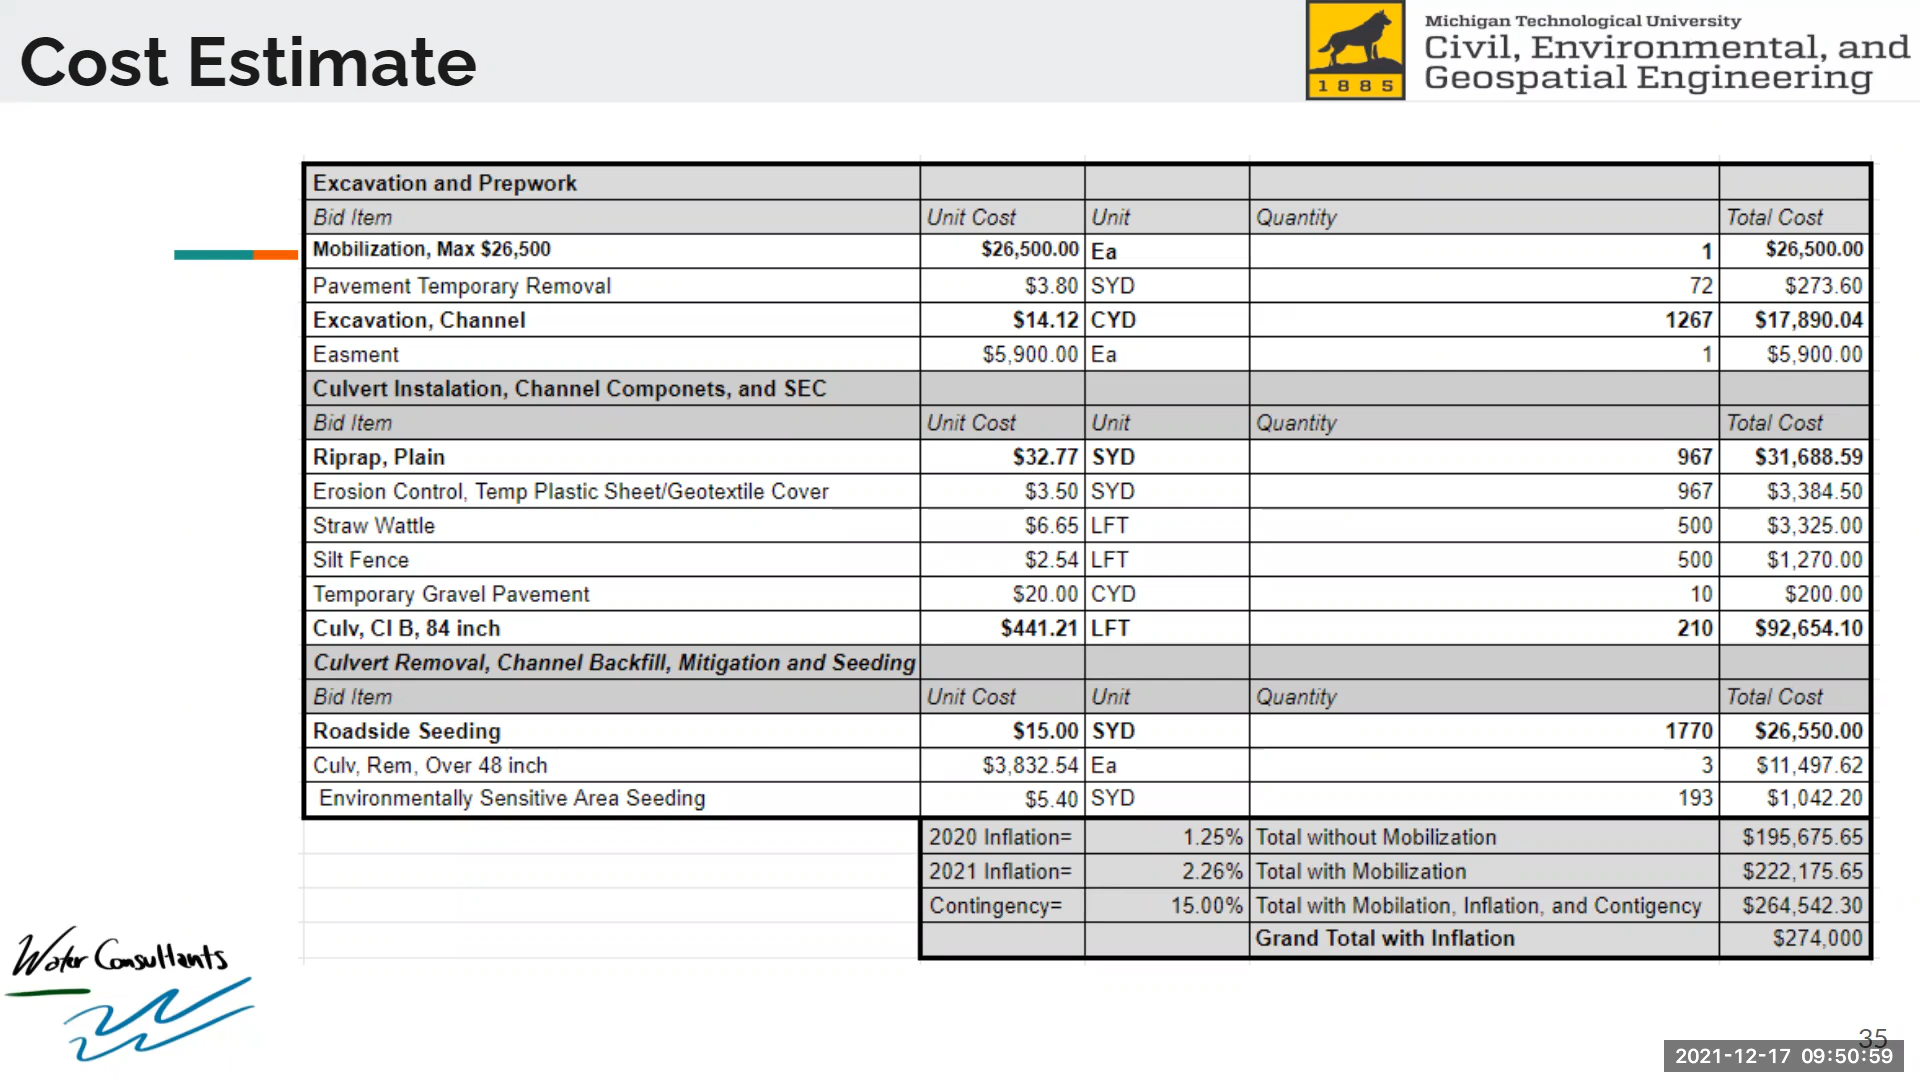 Cost Estimate
Michigan Technological University
Civil, Environmental, and
Geospatial Engineering
1885
Excavation and Prepwork
Bid Item Unit Cost Unit Quantity Total Cost
Mobilization, Max $26,500 $26,500.00 Ea 1 $26,500.00
Pavement Temporary Removal $3.80 SYD 72 $273.60
Excavation, Channel $14.12 CYD 1267 $17,890.04
Easment $5,900.00 Ea 1 $5,900.00
Culvert Instalation, Channel Componets, and SEC
Bid Item Unit Cost Unit Quantity Total Cost
Riprap, Plain $32.77 SYD 967 $31,688.59
Erosion Control, Temp Plastic Sheet/Geotextile Cover $3.50 SYD 967 $3,384.50
Straw Wattle $6.65 LFT 500 $3,325.00
Silt Fence $2.54 LFT 500 $1,270.00
Temporary Gravel Pavement $20.00 CYD 10 $200.00
Culv, Cl B, 84 inch $441.21 LFT 210 $92,654.10
Culvert Removal, Channel Backfill, Mitigation and Seeding
Bid Item Unit Cost Unit Quantity Total Cost
Roadside Seeding $15.00 SYD 1770 $26,550.00
Culv, Rem, Over 48 inch $3,832.54 Ea 3 $11,497.62
Environmentally Sensitive Area Seeding $5.40 SYD 193 $1,042.20
2020 Inflation= 1.25% Total without Mobilization $195,675.65
2021 Inflation= 2.26% Total with Mobilization $222,175.65
Contingency= 15.00% Total with Mobilation, Inflation, and Contigency $264,542.30
Grand Total with Inflation $274,000
Water Consultants
35
2021-12-17 09:50:59